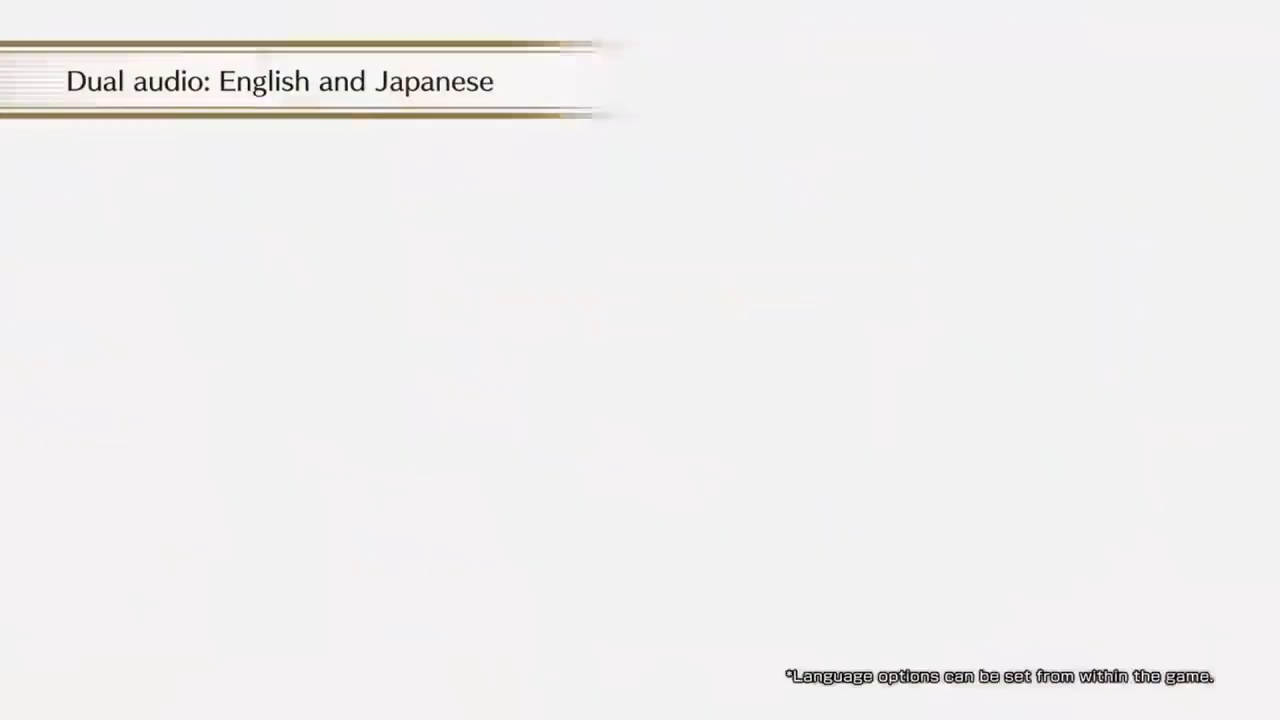 Dual audio: English and Japanese
*Language options can be set from within the game.